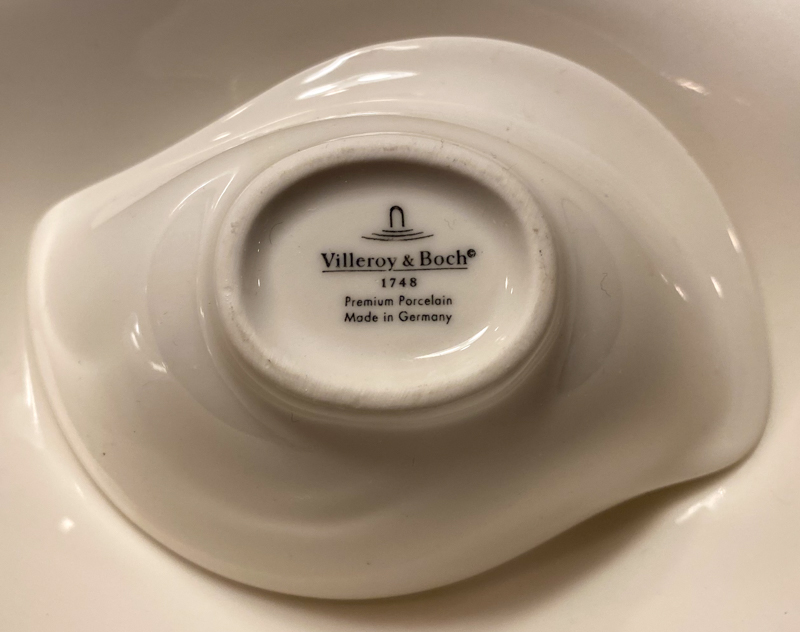 Villeroy & Boch©
1748
Premium Porcelain
Made in Germany